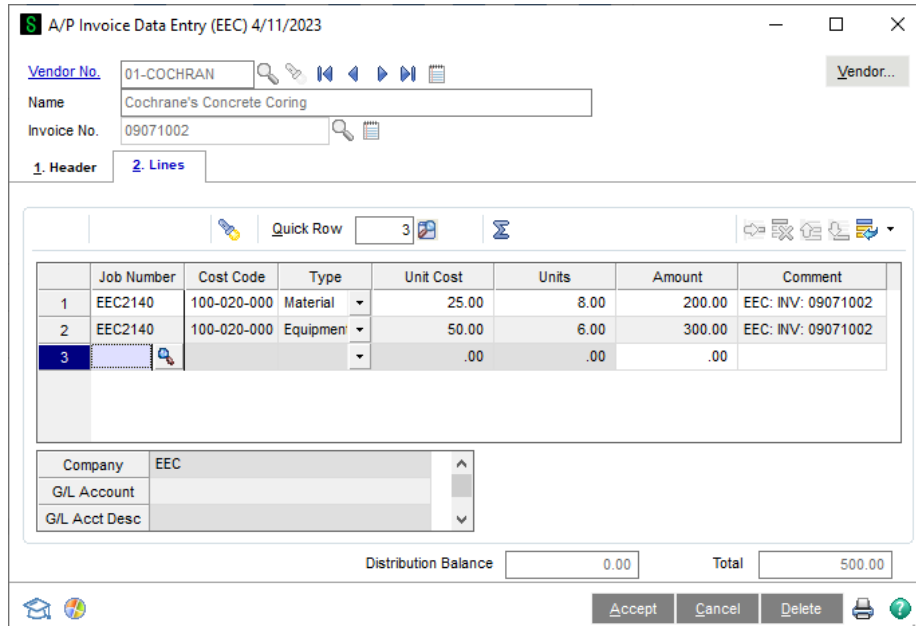 A/P Invoice Data Entry (EEC) 4/11/2023
Vendor No. 01-COCHRAN Vendor...
Name Cochrane's Concrete Coring
Invoice No. 09071002
1. Header 2. Lines
Quick Row 3
Job Number Cost Code Type Unit Cost Units Amount Comment
1 EEC2140 100-020-000 Material 25.00 8.00 200.00 EEC: INV: 09071002
2 EEC2140 100-020-000 Equipment 50.00 6.00 300.00 EEC: INV: 09071002
3 .00 .00 .00
Company EEC
G/L Account
G/L Acct Desc
Distribution Balance 0.00 Total 500.00
Accept Cancel Delete